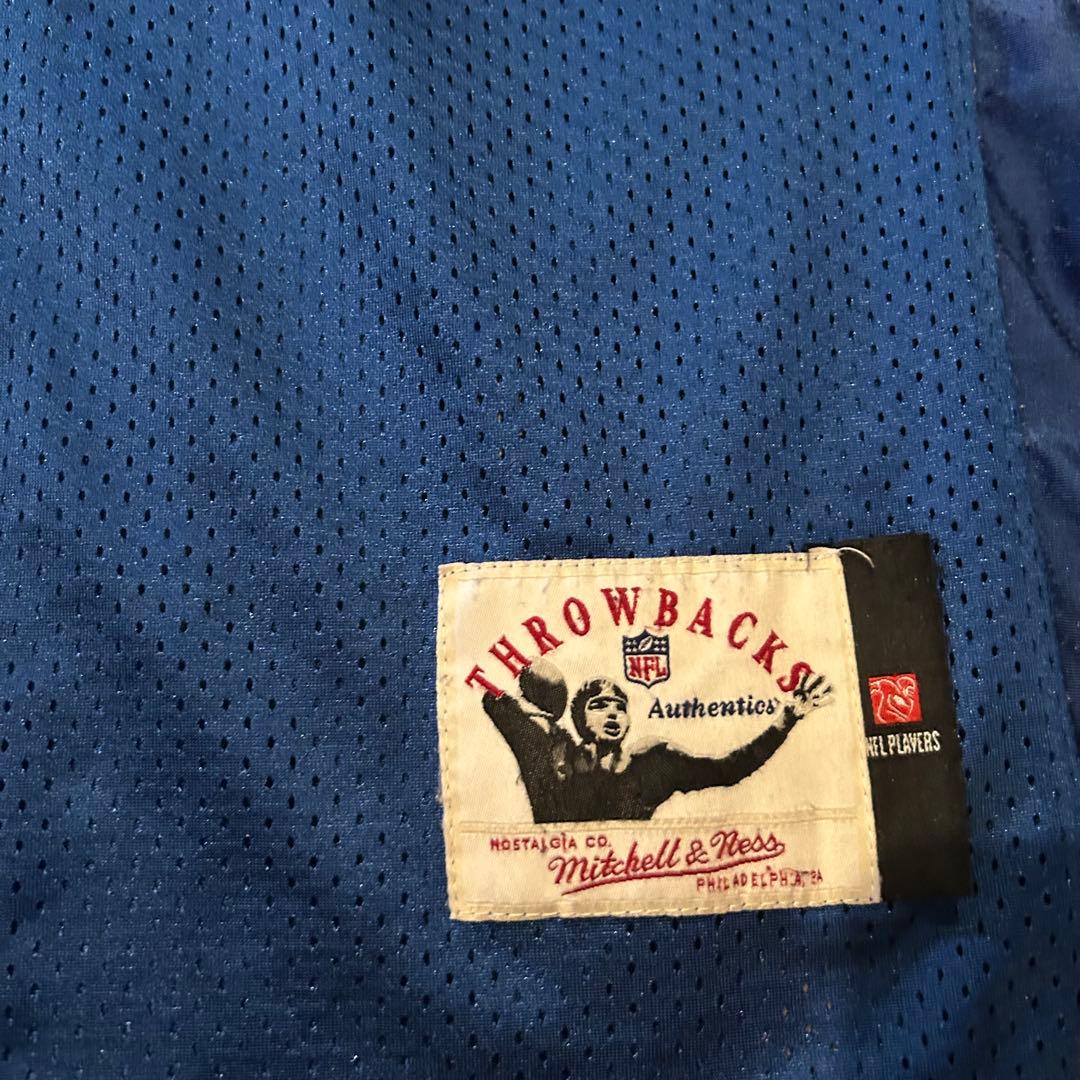 THROWBACKS
NFL
Authentics
NFL PLAYERS
NOSTALGIA CO.
Mitchell & Ness
PHILADELPHIA, PA